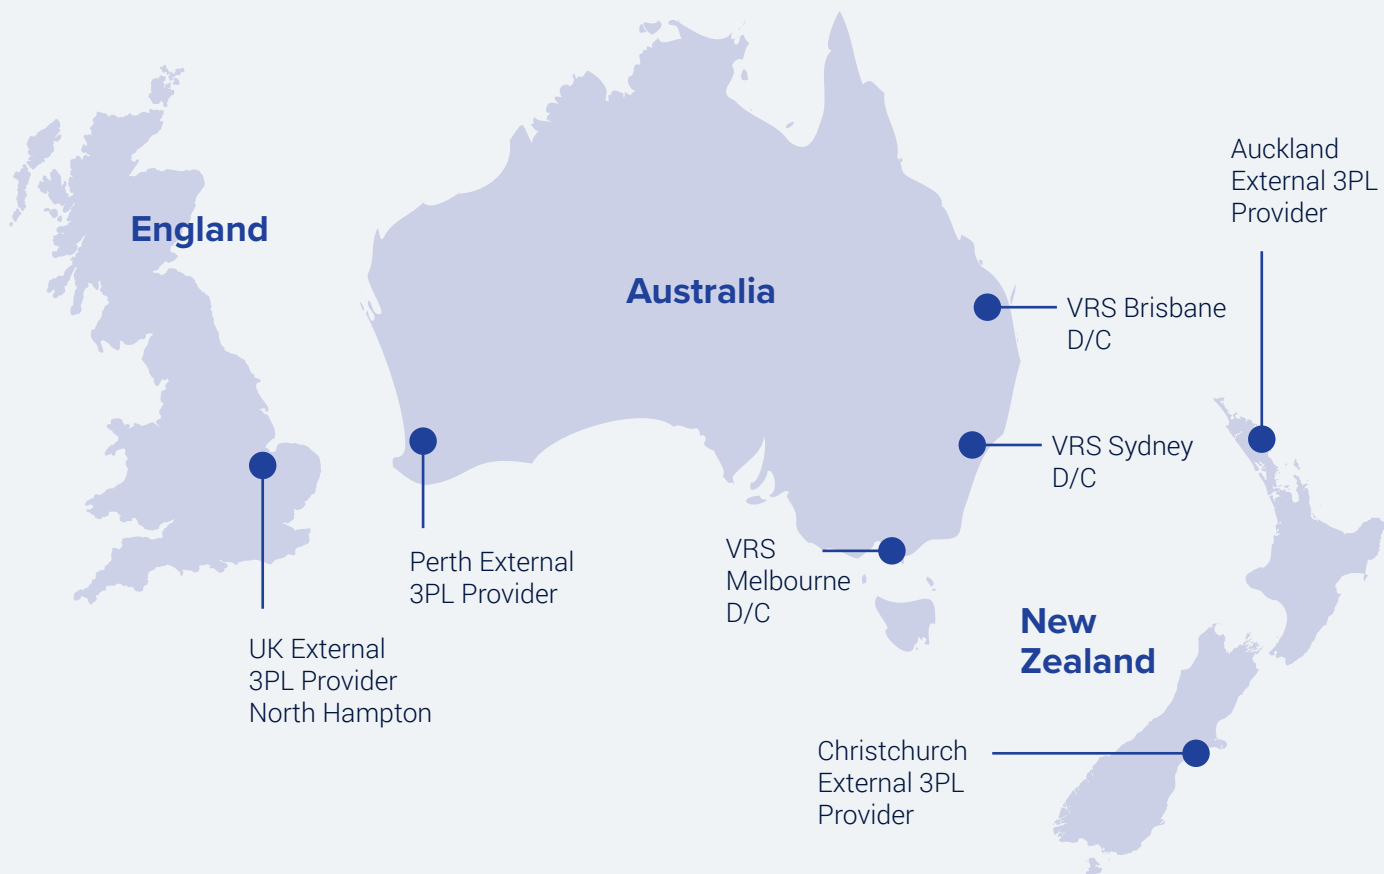 England
Australia
Auckland
External 3PL
Provider
VRS Brisbane
D/C
VRS Sydney
D/C
Perth External
3PL Provider
VRS
Melbourne
D/C
UK External
3PL Provider
North Hampton
New
Zealand
Christchurch
External 3PL
Provider